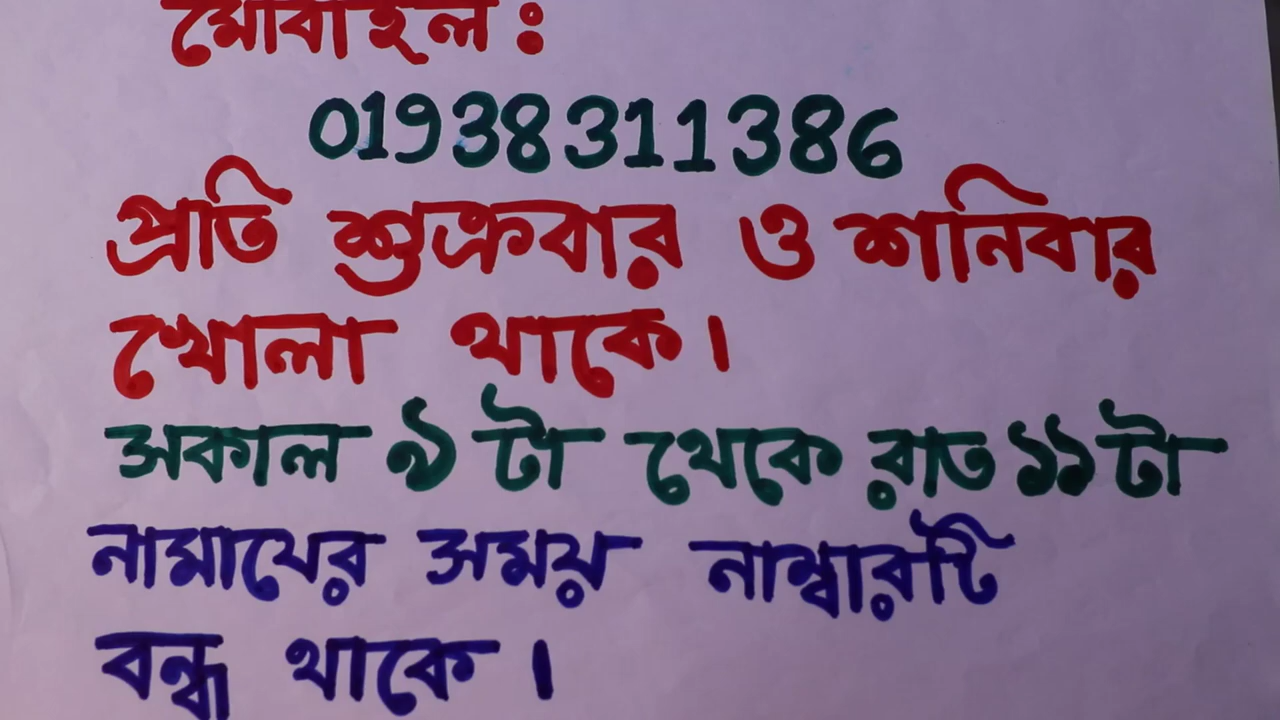 মোবাইল:
01938311386
প্রতি শুক্রবার ও শনিবার
খোলা থাকে।
সকাল ৯ টা থেকে রাত ১১ টা
নামাযের সময় নাম্বারটি
বন্ধ থাকে।